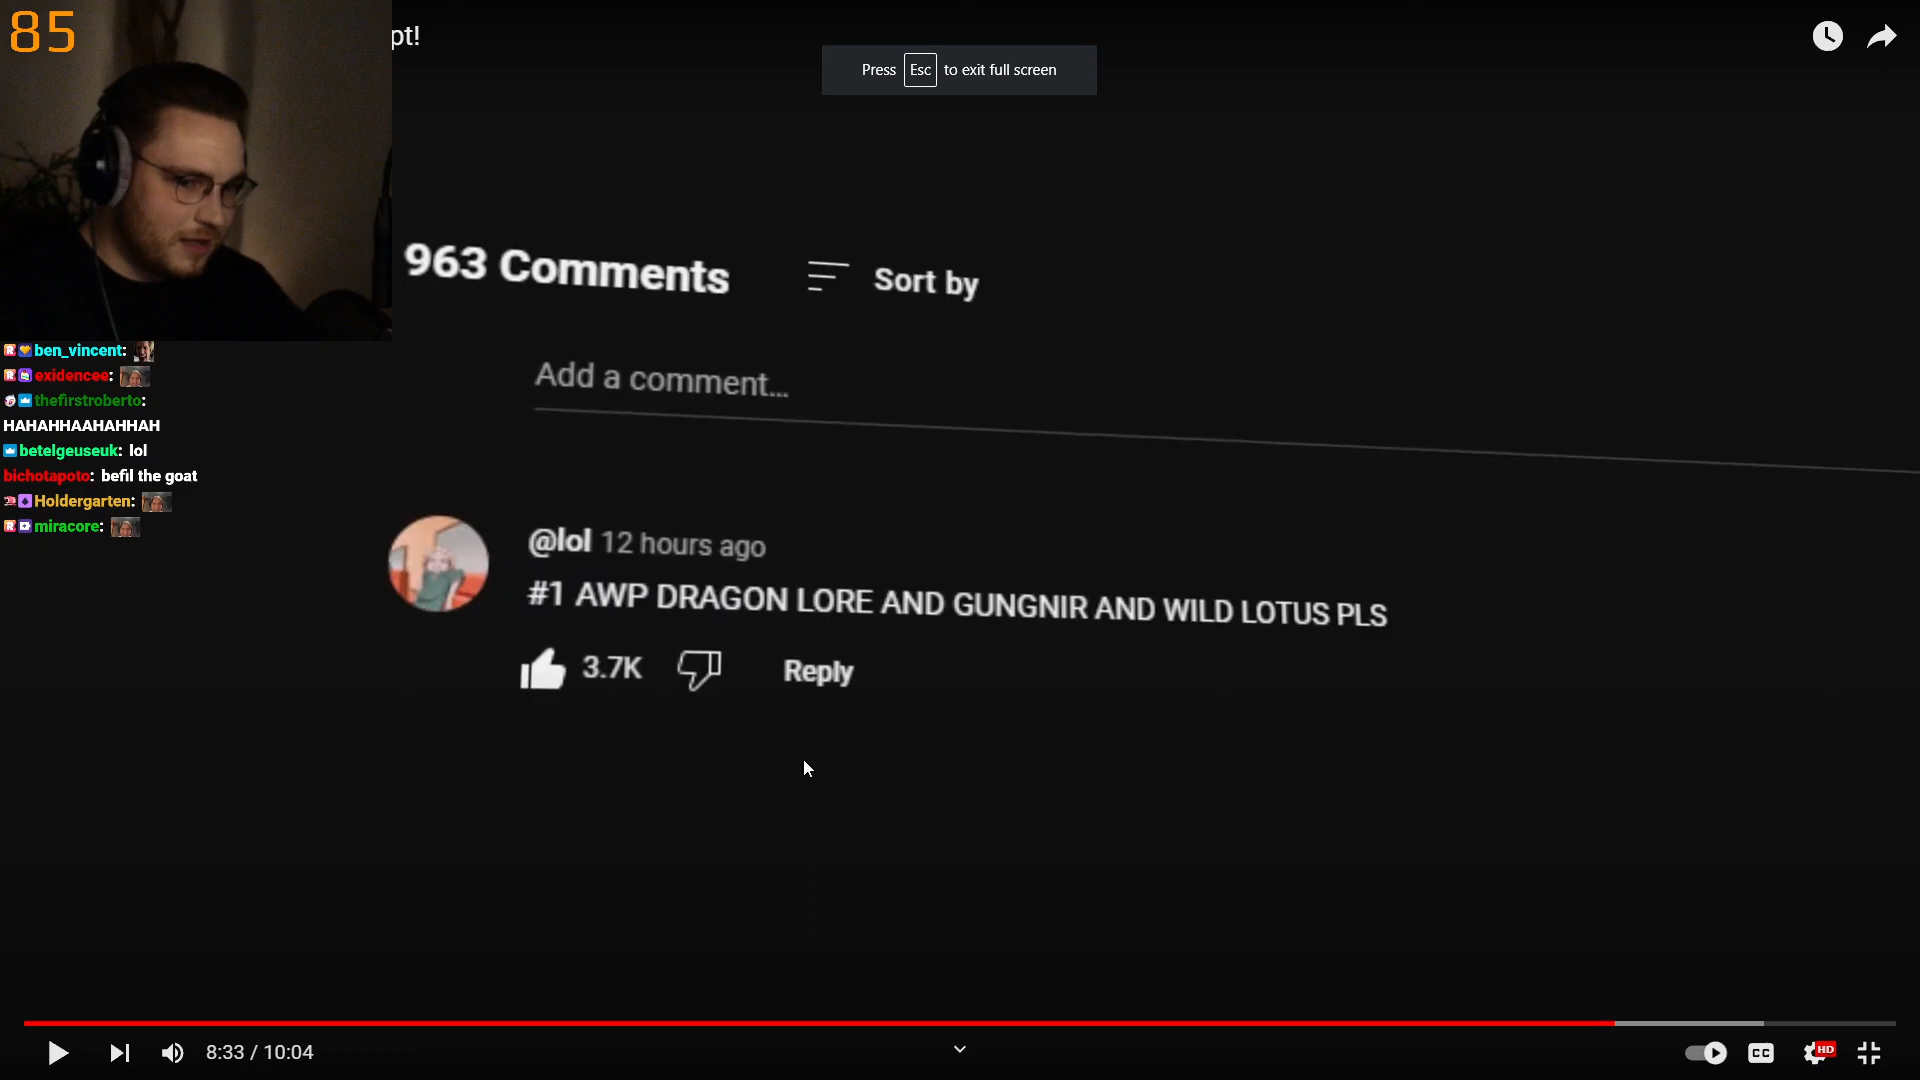 85
pt!
Press Esc to exit full screen
963 Comments
Sort by
Add a comment...
ben_vincent:
exidencee:
thefirstroberto:
HAHAHHAAHAHHAH
betelgeuseuk: lol
bichotapoto: befil the goat
Holdergarten:
miracore:
@lol 12 hours ago
#1 AWP DRAGON LORE AND GUNGNIR AND WILD LOTUS PLS
3.7K
Reply
8:33 / 10:04
CC
HD